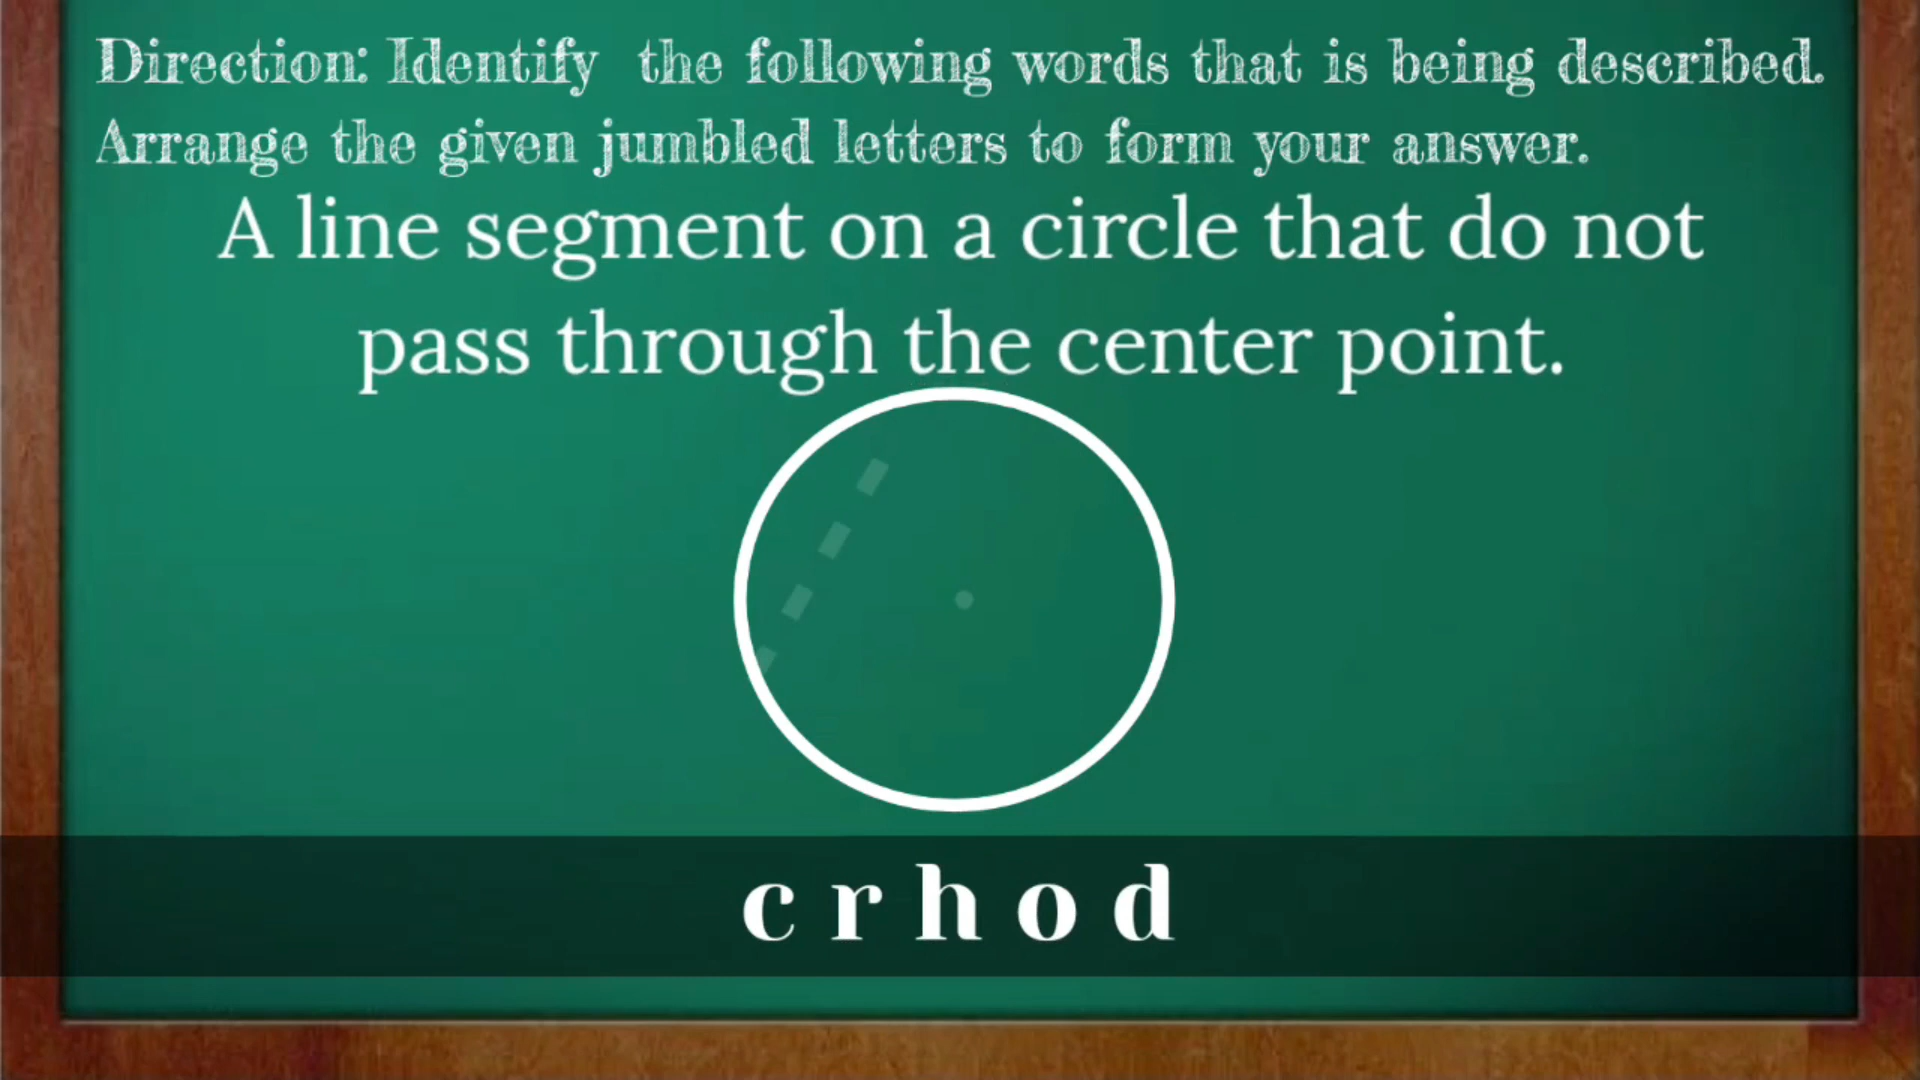 Direction: Identify the following words that is being described.
Arrange the given jumbled letters to form your answer.
A line segment on a circle that do not
pass through the center point.
c r h o d